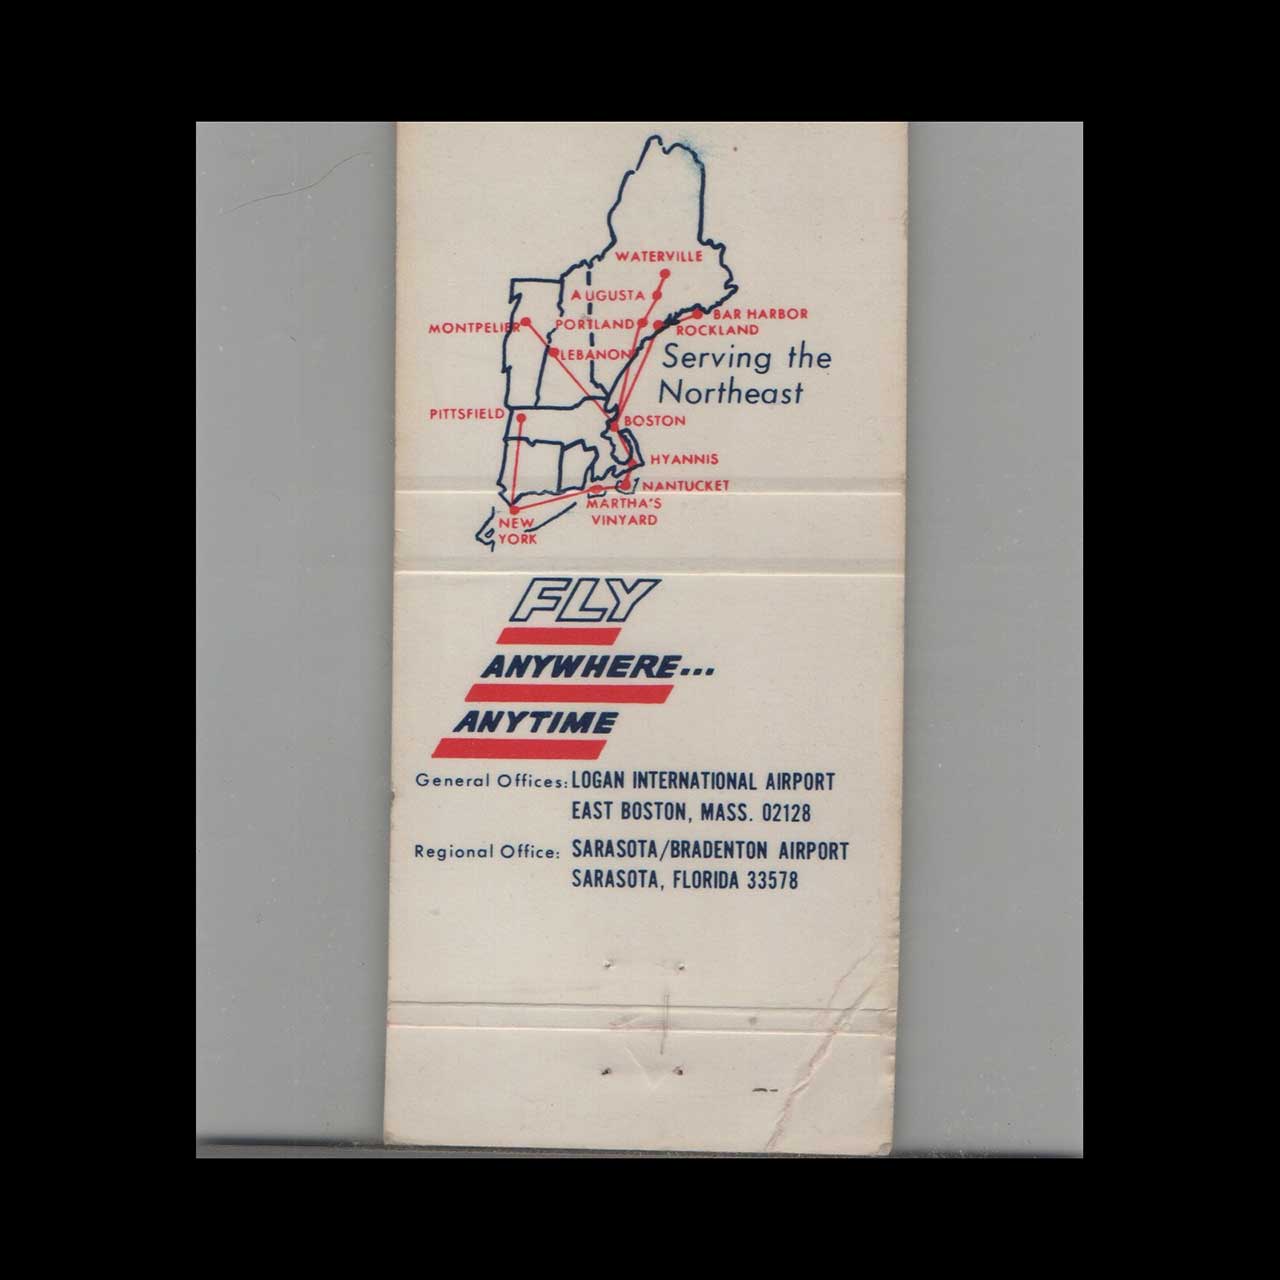 WATERVILLE
AUGUSTA
PORTLAND
BAR HARBOR
ROCKLAND
MONTPELIER
LEBANON
Serving the
Northeast
PITTSFIELD
BOSTON
HYANNIS
NANTUCKET
MARTHA'S
VINYARD
NEW
YORK
FLY
ANYWHERE...
ANYTIME
General Offices: LOGAN INTERNATIONAL AIRPORT
EAST BOSTON, MASS. 02128
Regional Office: SARASOTA/BRADENTON AIRPORT
SARASOTA, FLORIDA 33578